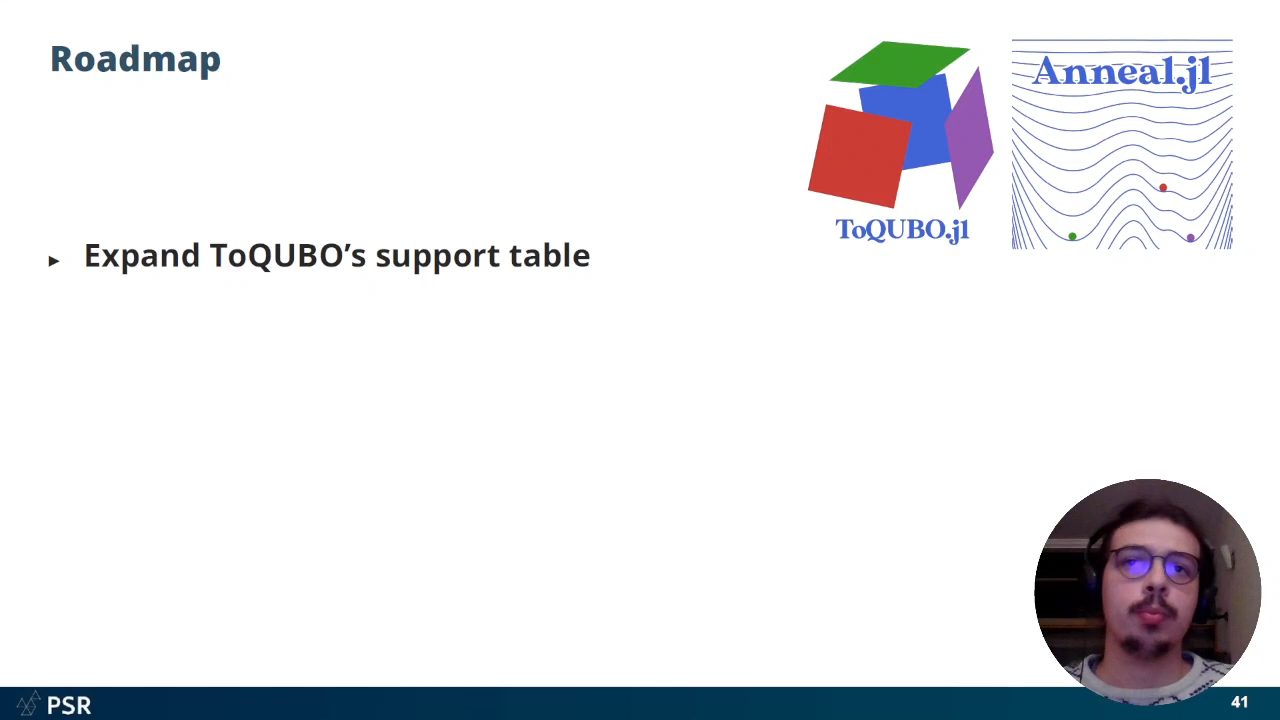 Roadmap
Anneal.jl
ToQUBO.jl
▸ Expand ToQUBO’s support table
PSR
41